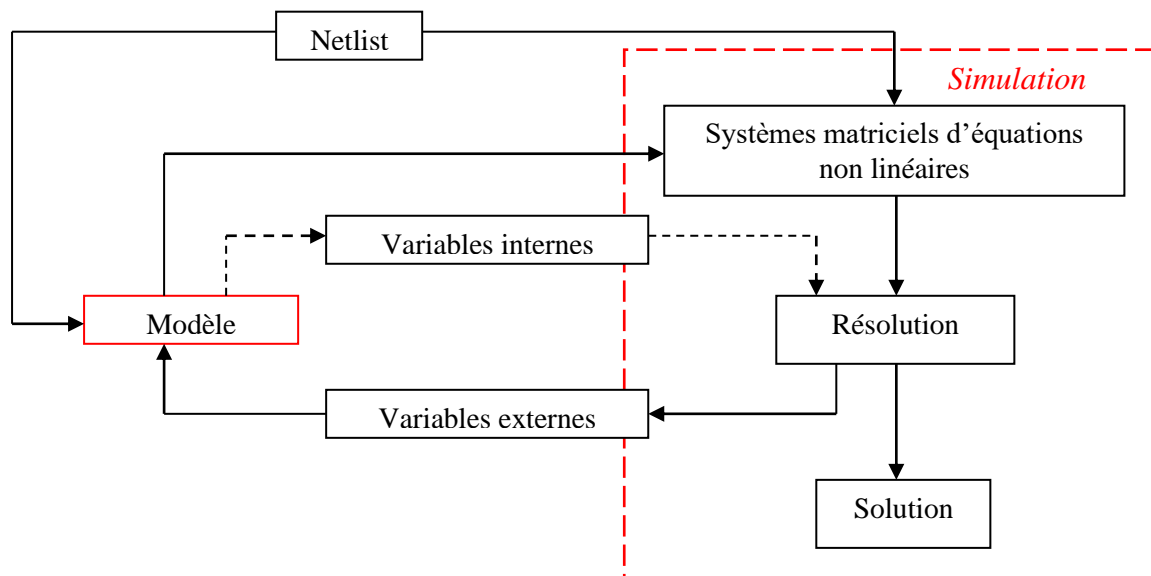 Netlist
Simulation
Systèmes matriciels d’équations
non linéaires
Variables internes
Modèle
Résolution
Variables externes
Solution